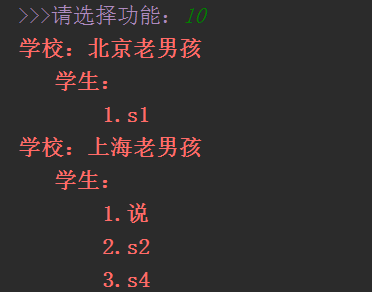 >>>请选择功能：10
学校：北京老男孩
学生：
1.s1
学校：上海老男孩
学生：
1.说
2.s2
3.s4